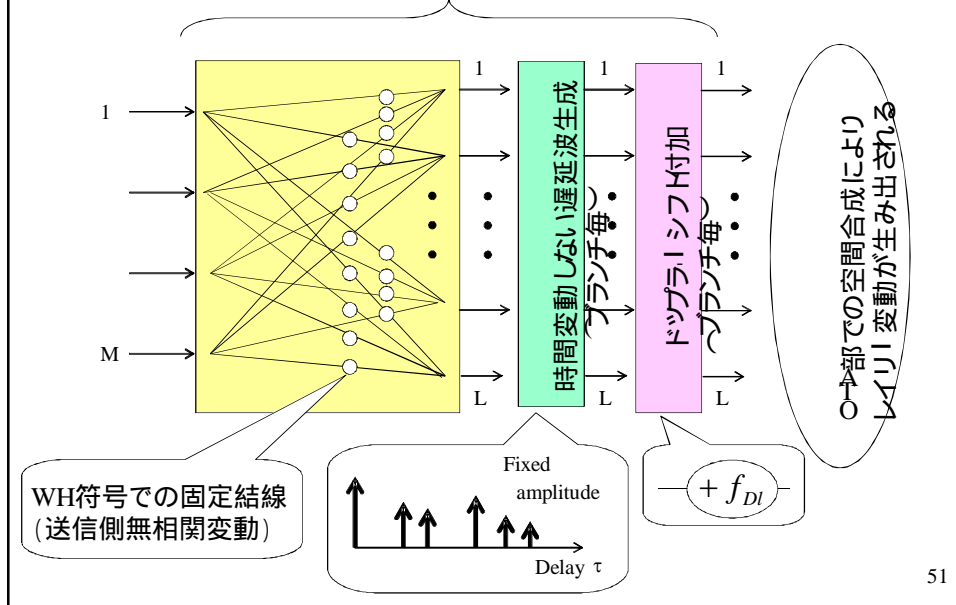 1
M
1
L
時間変動しない遅延波生成
（ブランチ毎）
1
L
ドップラーシフト付加
（ブランチ毎）
1
L
OTA部での空間合成により
レイリー変動が生み出される
WH符号での固定結線
(送信側無相関変動)
Fixed
amplitude
Delay τ
+ f_{Dl}
51